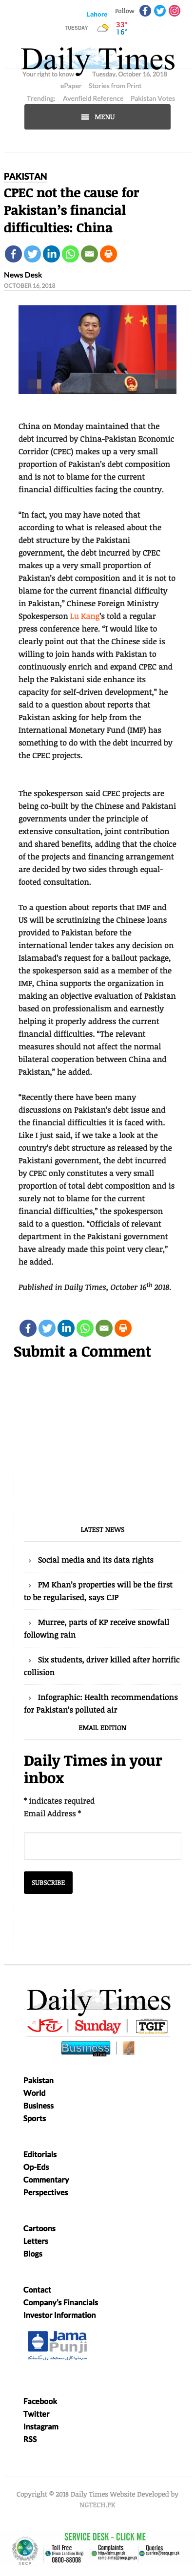 Lahore
TUESDAY
33°
16°
Follow
Daily Times
Your right to know
Tuesday, October 16, 2018
ePaper Stories from Print
Trending: Avenfield Reference Pakistan Votes
MENU
PAKISTAN
CPEC not the cause for
Pakistan’s financial
difficulties: China
News Desk
OCTOBER 16, 2018
China on Monday maintained that the
debt incurred by China-Pakistan Economic
Corridor (CPEC) makes up a very small
proportion of Pakistan’s debt composition
and is not to blame for the current
financial difficulties facing the country.
“In fact, you may have noted that
according to what is released about the
debt structure by the Pakistani
government, the debt incurred by CPEC
makes up a very small proportion of
Pakistan’s debt composition and it is not to
blame for the current financial difficulty
in Pakistan,” Chinese Foreign Ministry
Spokesperson Lu Kang’s told a regular
press conference here. “I would like to
clearly point out that the Chinese side is
willing to join hands with Pakistan to
continuously enrich and expand CPEC and
help the Pakistani side enhance its
capacity for self-driven development,” he
said to a question about reports about
Pakistan asking for help from the
International Monetary Fund (IMF) has
something to do with the debt incurred by
the CPEC projects.
The spokesperson said CPEC projects are
being co-built by the Chinese and Pakistani
governments under the principle of
extensive consultation, joint contribution
and shared benefits, adding that the choice
of the projects and financing arrangement
are decided by two sides through equal-
footed consultation.
To a question about reports that IMF and
US will be scrutinizing the Chinese loans
provided to Pakistan before the
international lender takes any decision on
Islamabad’s request for a bailout package,
the spokesperson said as a member of the
IMF, China supports the organization in
making an objective evaluation of Pakistan
based on professionalism and earnestly
helping it properly address the current
financial difficulties. “The relevant
measures should not affect the normal
bilateral cooperation between China and
Pakistan,” he added.
“Recently there have been many
discussions on Pakistan’s debt issue and
the financial difficulties it is faced with.
Like I just said, if we take a close look at
Pakistan’s debt structure as released by the
Pakistani government, the debt incurred
by CPEC only constitutes a very small
proportion of total debt composition and is
surely not to blame for the current
financial difficulty,” the spokesperson
said to a question. “Officials of relevant
department in the Pakistani government
have already made this point very clear,”
he added.
Published in Daily Times, October 16th 2018.
Submit a Comment
LATEST NEWS
› Social media and its data rights
› PM Khan’s properties will be the first
to be regularised, says CJP
› Murree, parts of KP receive snowfall
following rain
› Six students, driver killed after horrific
collision
› Infographic: Health recommendations
for Pakistan’s polluted air
EMAIL EDITION
Daily Times in your
inbox
* indicates required
Email Address *
SUBSCRIBE
Daily Times
Sunday
TGIF
Business
Pakistan
World
Business
Sports
Editorials
Op-Eds
Commentary
Perspectives
Cartoons
Letters
Blogs
Contact
Company’s Financials
Investor Information
Jama
Punji
Facebook
Twitter
Instagram
RSS
Copyright © 2018 Daily Times Website Developed by
NGTECH.PK
SERVICE DESK - CLICK ME
Toll Free
(From Landline Only)
0800-88008
Complaints
http://sdms.gov.pk
complaints@secp.gov.pk
Queries
queries@secp.gov.pk
S.E.C.P